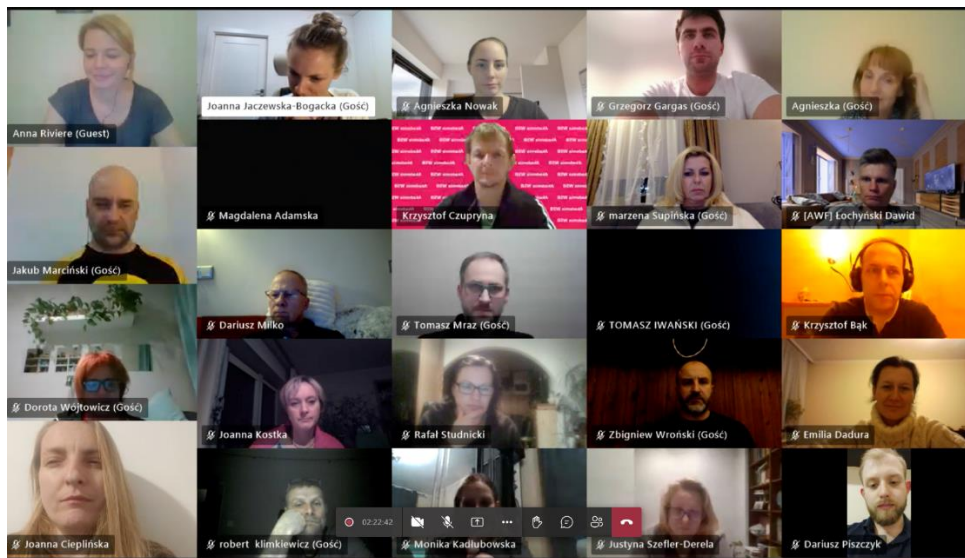 Anna Riviere (Guest)
Joanna Jaczewska-Bogacka (Gość)
Agnieszka Nowak
Grzegorz Gargas (Gość)
Agnieszka (Gość)
Jakub Marciński (Gość)
Magdalena Adamska
Krzysztof Czupryna
marzena Supińska (Gość)
[AWF] Łochyński Dawid
Dorota Wójtowicz (Gość)
Dariusz Milko
Tomasz Mraz (Gość)
TOMASZ IWAŃSKI (Gość)
Krzysztof Bąk
Joanna Kostka
Rafał Studnicki
Zbigniew Wroński (Gość)
Emilia Dadura
Joanna Cieplińska
robert klimkiewicz (Gość)
Monika Kadłubowska
Justyna Szefler-Derela
Dariusz Piszczyk
02:22:42